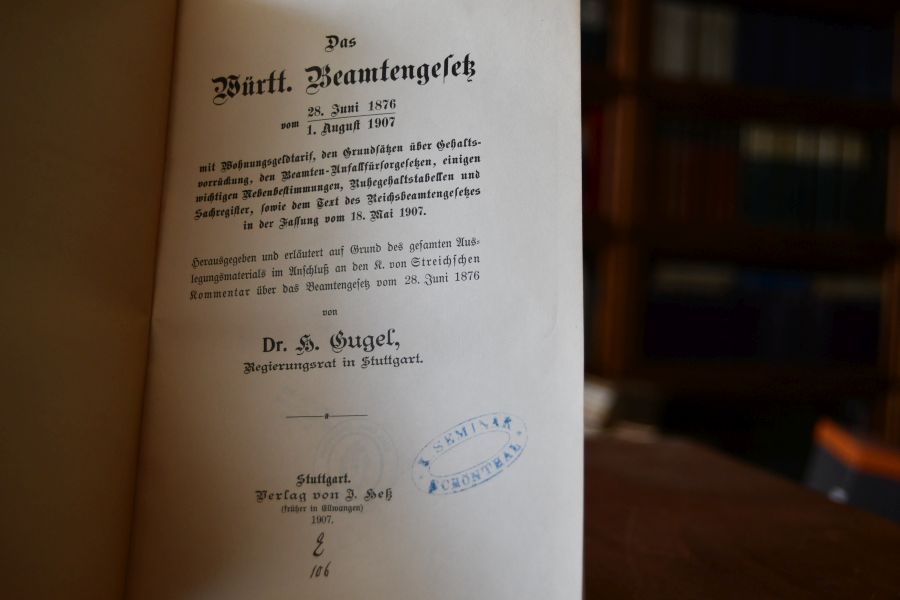 Das
Württ. Beamtengesetz
vom 28. Juni 1876
1. August 1907
mit Wohnungsgeldtarif, den Grundsätzen über Gehalts-
vorrückung, den Beamten-Unfallfürsorgesetzen, einigen
wichtigen Nebenbestimmungen, Ruhegehaltstabellen und
Sachregister, sowie dem Text des Reichsbeamtengesetzes
in der Fassung vom 18. Mai 1907.
Herausgegeben und erläutert auf Grund des gesamten Aus-
legungsmaterials im Anschluß an den K. von Streichschen
Kommentar über das Beamtengesetz vom 28. Juni 1876
von
Dr. H. Gugel,
Regierungsrat in Stuttgart.
SEMINAR
SCHÖNTHAL
Stuttgart.
Verlag von J. Heß
(früher in Ellwangen)
1907.
E
106